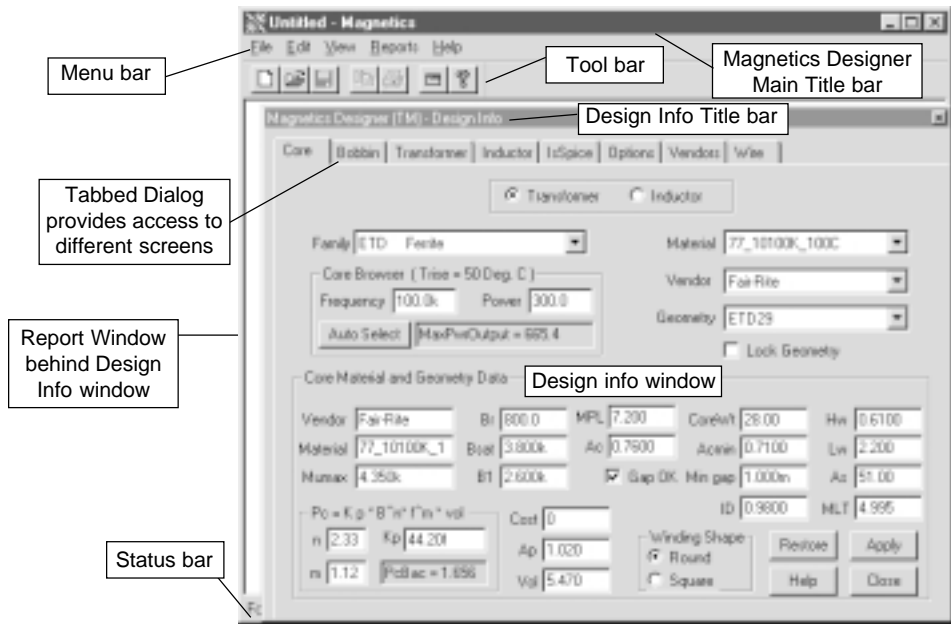 Untitled - Magnetics
File Edit View Reports Help
Menu bar
Tool bar
Magnetics Designer
Main Title bar
Magnetics Designer (TM) - Design Info
Design Info Title bar
Core Bobbin Transformer Inductor IsSpice Options Vendors Wire
Tabbed Dialog
provides access to
different screens
Transformer Inductor
Family ETD Ferrite
Material 77_10100K_100C
Core Browser ( Trise = 50 Deg. C )
Vendor Fair-Rite
Frequency 100.0k Power 300.0
Geometry ETD29
Auto Select MaxPwrOutput = 665.4
Lock Geometry
Report Window
behind Design
Info window
Core Material and Geometry Data
Design info window
Vendor Fair-Rite Br 800.0 MPL 7.200 CoreWt 28.00 Hw 0.6100
Material 77_10100K_1 Bsat 3.800k Ac 0.7600 Acmin 0.7100 Lw 2.200
Mumax 4.350k B1 2.600k Gap OK Min gap 1.000m As 51.00
ID 0.9800 MLT 4.995
Pc = Kp * B^n * f^m * vol
n 2.33 Kp 44.20f
Cost 0
Winding Shape
Round
Square
Restore Apply
m 1.12 PcBac = 1.656
Ap 1.020
Vol 5.470
Help Close
Status bar
Fc